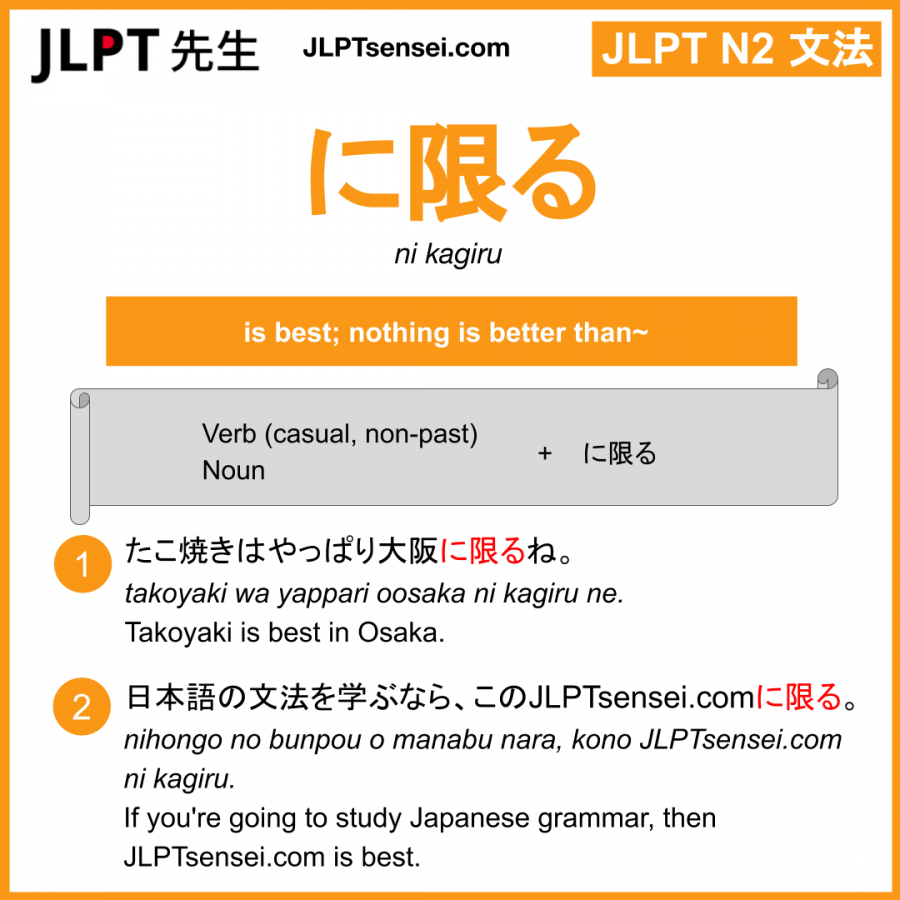 JLPT 先生
JLPTsensei.com
JLPT N2 文法
に限る
ni kagiru
is best; nothing is better than~
Verb (casual, non-past)
Noun
+ に限る
1 たこ焼きはやっぱり大阪に限るね。
takoyaki wa yappari oosaka ni kagiru ne.
Takoyaki is best in Osaka.
2 日本語の文法を学ぶなら、このJLPTsensei.comに限る。
nihongo no bunpou o manabu nara, kono JLPTsensei.com
ni kagiru.
If you're going to study Japanese grammar, then
JLPTsensei.com is best.